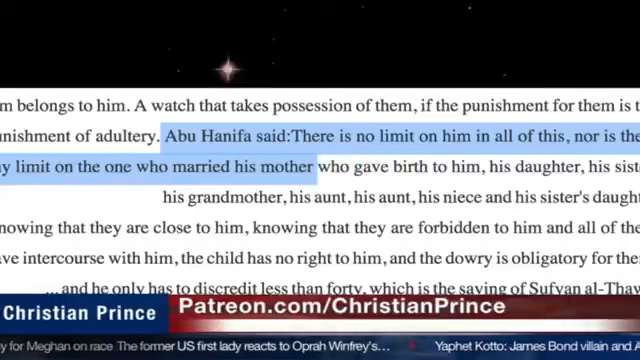 m belongs to him. A watch that takes possession of them, if the punishment for them is t
unishment of adultery. Abu Hanifa said:There is no limit on him in all of this, nor is the
y limit on the one who married his mother who gave birth to him, his daughter, his sist
his grandmother, his aunt, his aunt, his niece and his sister's daught
nowing that they are close to him, knowing that they are forbidden to him and all of the
ave intercourse with him, the child has no right to him, and the dowry is obligatory for the
... and he only has to discredit less than forty, which is the saying of Sufyan al-Thaw
Christian Prince
Patreon.com/ChristianPrince
y for Meghan on race The former US first lady reacts to Oprah Winfrey's... Yaphet Kotto: James Bond villain and A